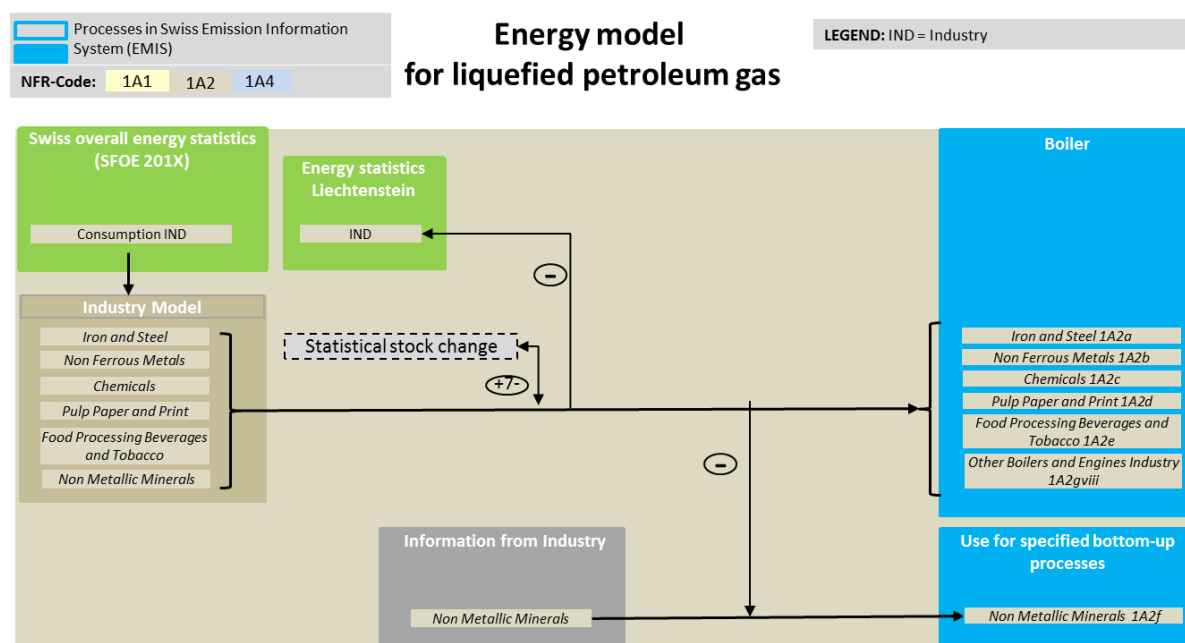 Processes in Swiss Emission Information
System (EMIS)
NFR-Code: 1A1 1A2 1A4
Energy model
for liquefied petroleum gas
LEGEND: IND = Industry
Swiss overall energy statistics
(SFOE 201X)
Consumption IND
Energy statistics
Liechtenstein
IND
-
Industry Model
Iron and Steel
Non Ferrous Metals
Chemicals
Pulp Paper and Print
Food Processing Beverages
and Tobacco
Non Metallic Minerals
Statistical stock change
+7-
-
Boiler
Iron and Steel 1A2a
Non Ferrous Metals 1A2b
Chemicals 1A2c
Pulp Paper and Print 1A2d
Food Processing Beverages and
Tobacco 1A2e
Other Boilers and Engines Industry
1A2gviii
Information from Industry
Non Metallic Minerals
Use for specified bottom-up
processes
Non Metallic Minerals 1A2f